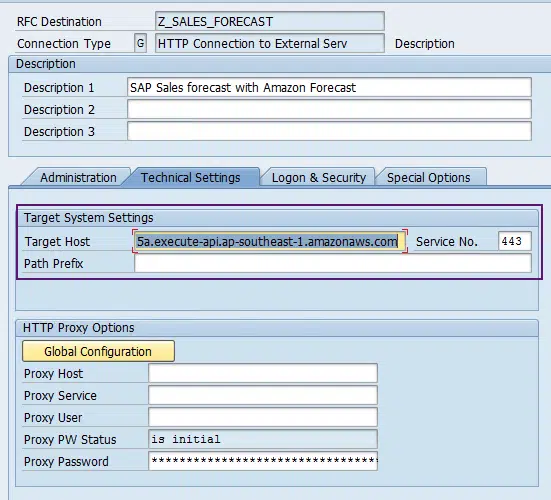 RFC Destination Z_SALES_FORECAST
Connection Type G HTTP Connection to External Serv Description
Description
Description 1 SAP Sales forecast with Amazon Forecast
Description 2
Description 3
Administration Technical Settings Logon & Security Special Options
Target System Settings
Target Host 5a.execute-api.ap-southeast-1.amazonaws.com Service No. 443
Path Prefix
HTTP Proxy Options
Global Configuration
Proxy Host
Proxy Service
Proxy User
Proxy PW Status is initial
Proxy Password ***********************************